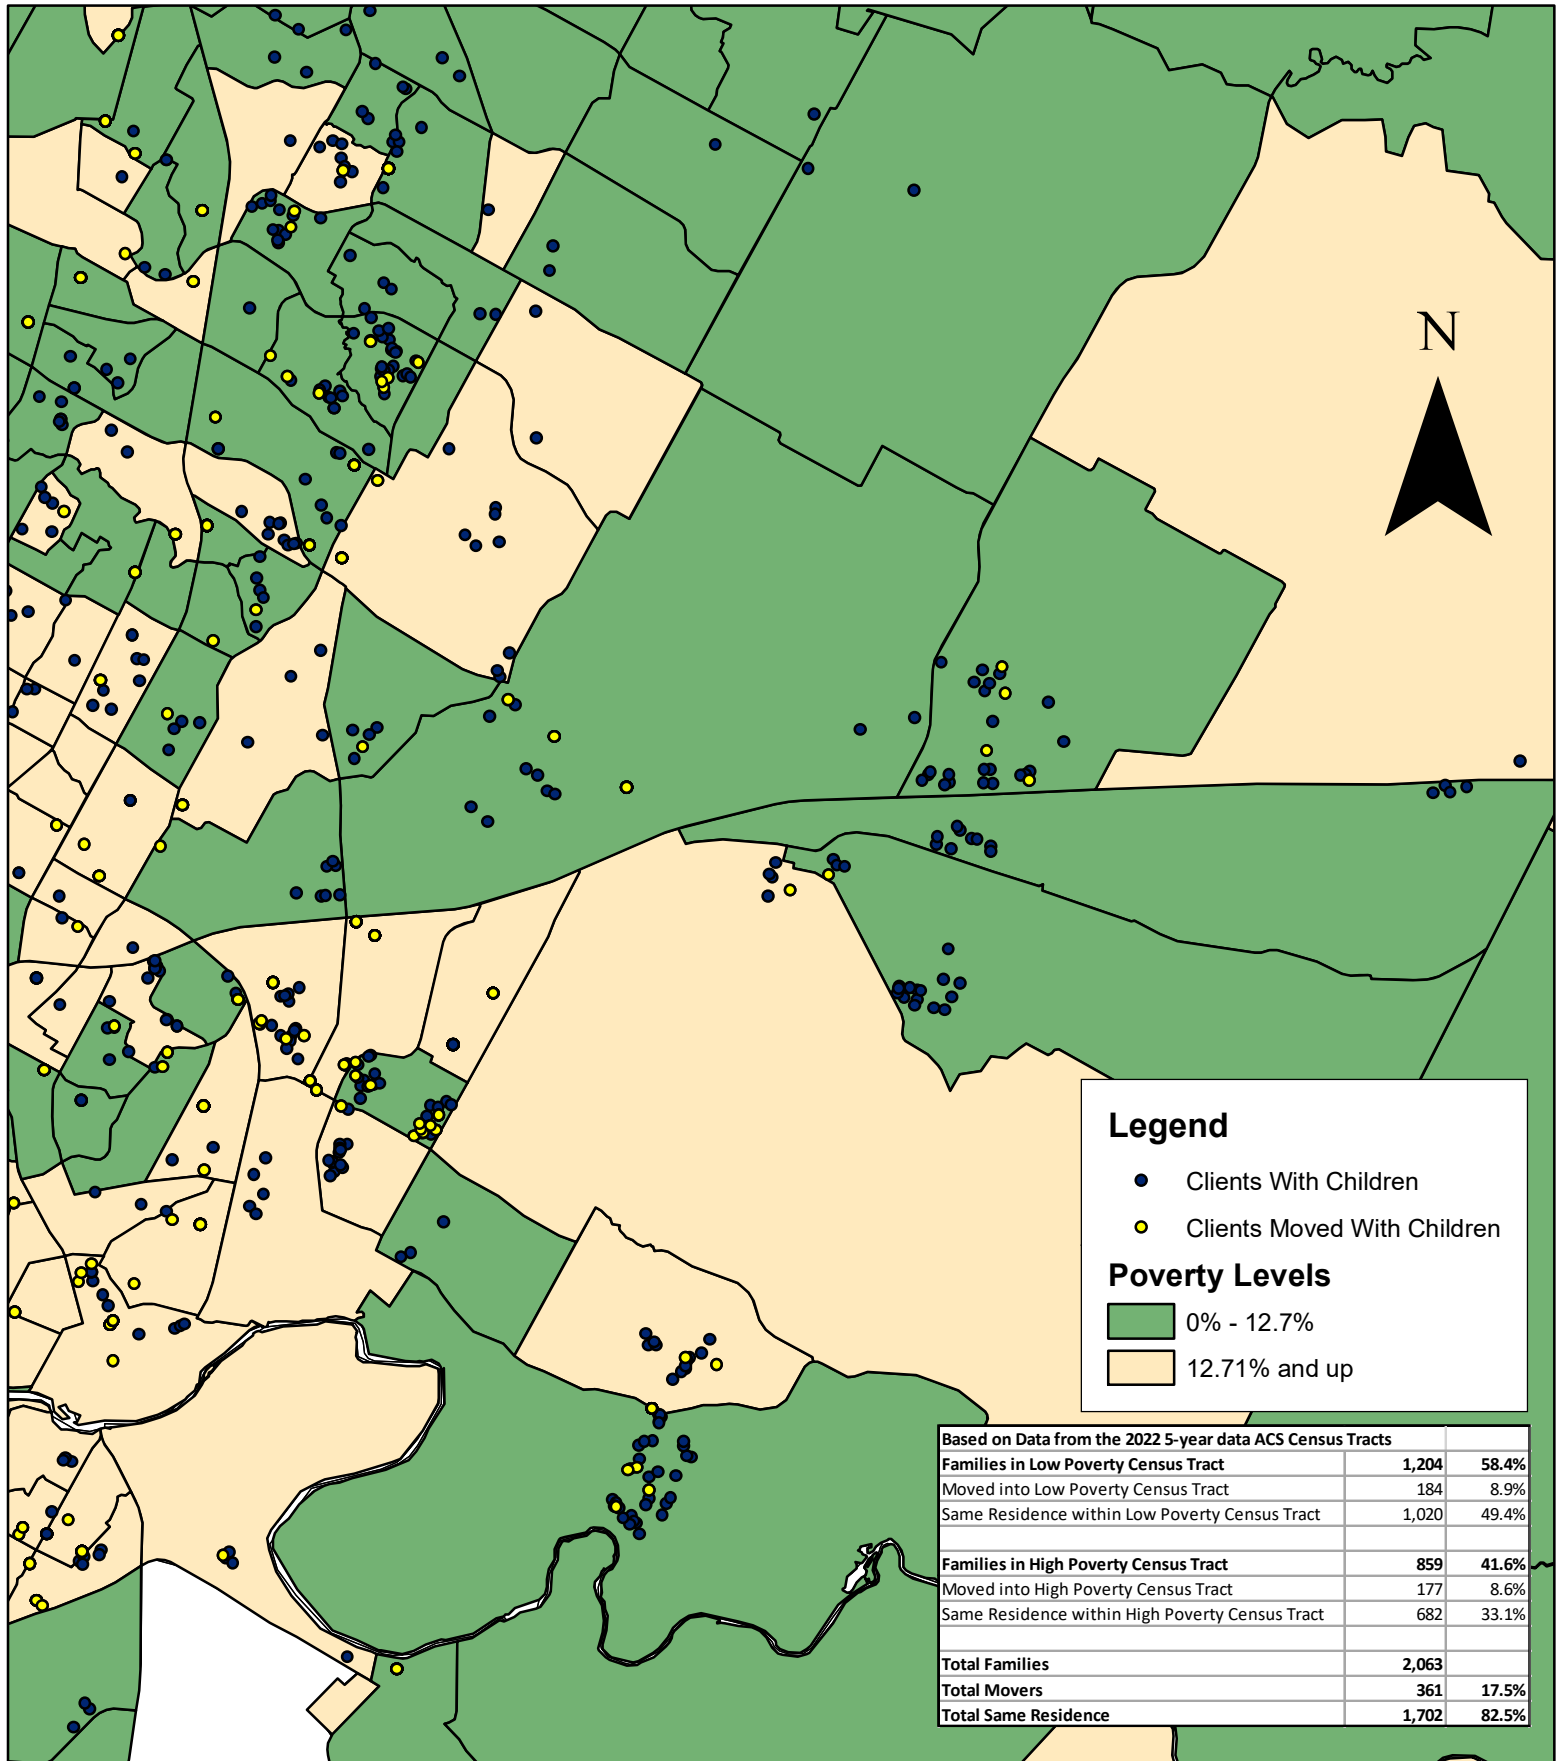 N
Legend
Clients With Children
Clients Moved With Children
Poverty Levels
0% - 12.7%
12.71% and up
Based on Data from the 2022 5-year data ACS Census Tracts
Families in Low Poverty Census Tract 1,204 58.4%
Moved into Low Poverty Census Tract 184 8.9%
Same Residence within Low Poverty Census Tract 1,020 49.4%
Families in High Poverty Census Tract 859 41.6%
Moved into High Poverty Census Tract 177 8.6%
Same Residence within High Poverty Census Tract 682 33.1%
Total Families 2,063
Total Movers 361 17.5%
Total Same Residence 1,702 82.5%